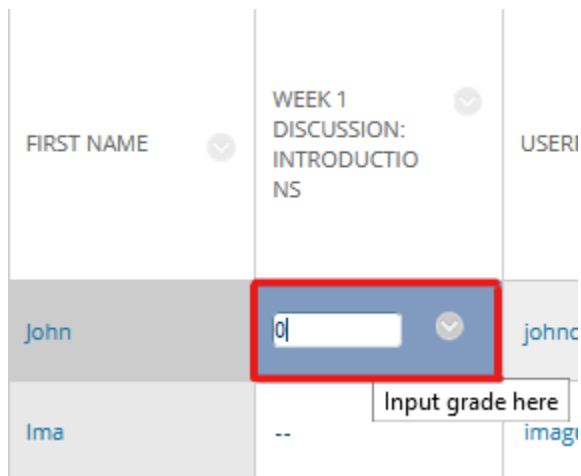 FIRST NAME
WEEK 1
DISCUSSION:
INTRODUCTIO
NS
John
0
Input grade here
Ima
--